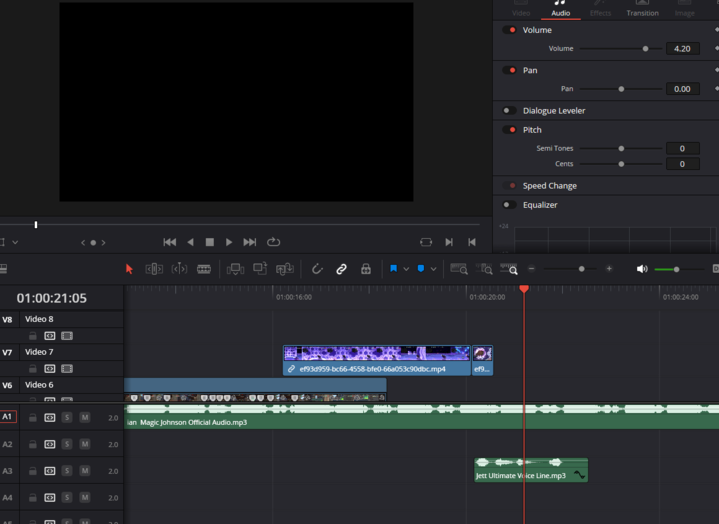 Video
Audio
Effects
Transition
Image
Volume
Volume
4.20
Pan
Pan
0.00
Dialogue Leveler
Pitch
Semi Tones
0
Cents
0
Speed Change
Equalizer
+24
01:00:21:05
01:00:16:00
01:00:20:00
01:00:24:00
V8 Video 8
V7 Video 7
ef93d959-bc66-4558-bfe0-66a053c90dbc.mp4
ef9...
V6 Video 6
A1 S M 2.0
ian Magic Johnson Official Audio.mp3
A2 S M 2.0
A3 S M 2.0
Jett Ultimate Voice Line.mp3
A4 S M 2.0